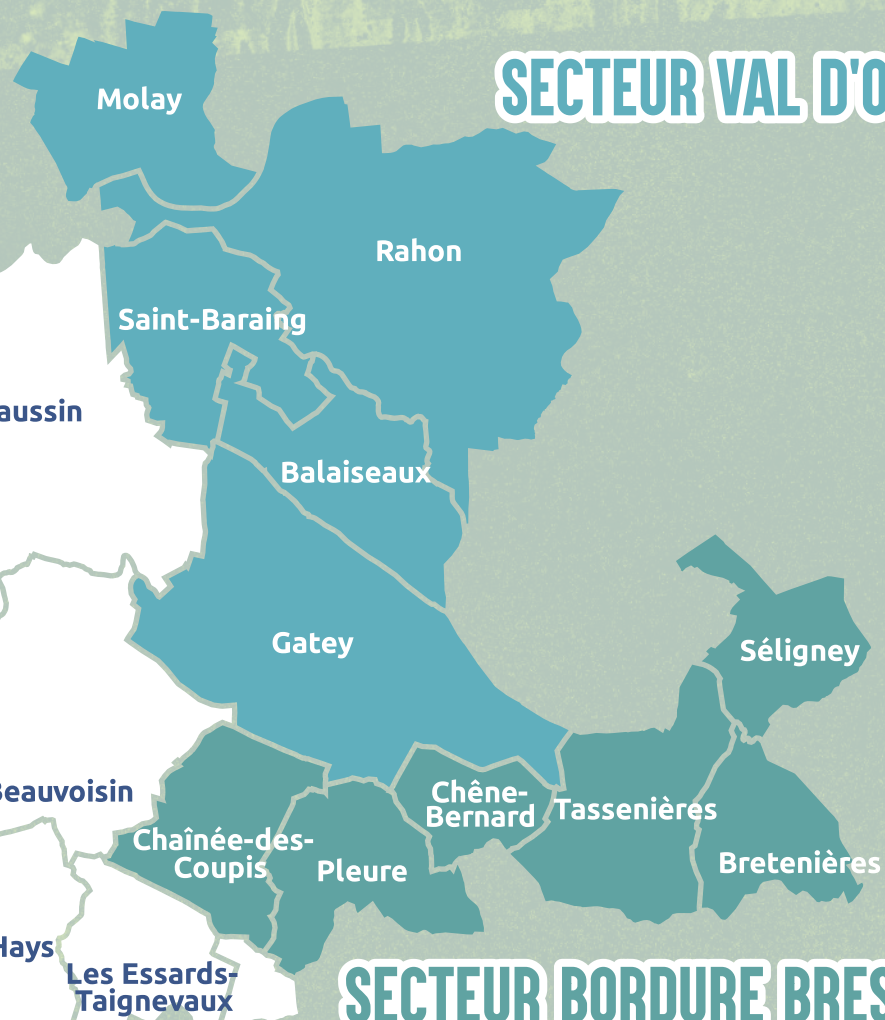 SECTEUR VAL D'O
Molay
Rahon
Saint-Baraing
aussin
Balaiseaux
Gatey
Séligney
Beauvoisin
Chêne-
Bernard
Tassenières
Chaînée-des-
Coupis
Pleure
Bretenières
Hays
Les Essards-
Taignevaux
SECTEUR BORDURE BRES